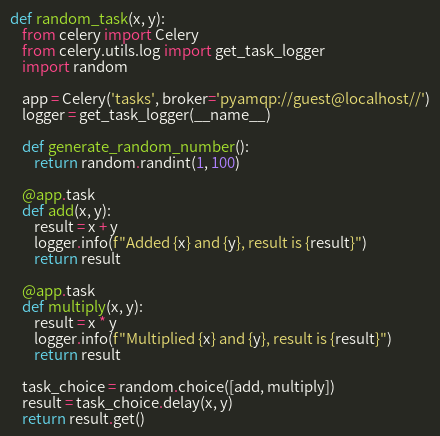 def random_task(x, y):
    from celery import Celery
    from celery.utils.log import get_task_logger
    import random

    app = Celery('tasks', broker='pyamqp://guest@localhost//')
    logger = get_task_logger(__name__)

    def generate_random_number():
        return random.randint(1, 100)

    @app.task
    def add(x, y):
        result = x + y
        logger.info(f"Added {x} and {y}, result is {result}")
        return result

    @app.task
    def multiply(x, y):
        result = x * y
        logger.info(f"Multiplied {x} and {y}, result is {result}")
        return result

    task_choice = random.choice([add, multiply])
    result = task_choice.delay(x, y)
    return result.get()